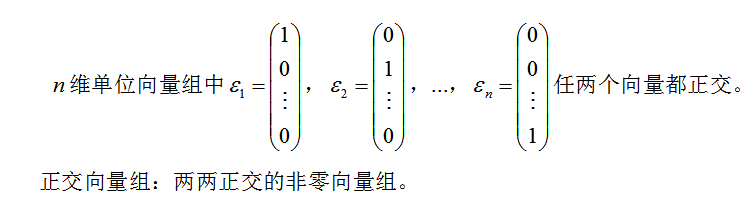 n维单位向量组中 ε₁ = (1 0 ⋮ 0), ε₂ = (0 1 ⋮ 0), ..., εₙ = (0 0 ⋮ 1) 任两个向量都正交。
正交向量组：两两正交的非零向量组。